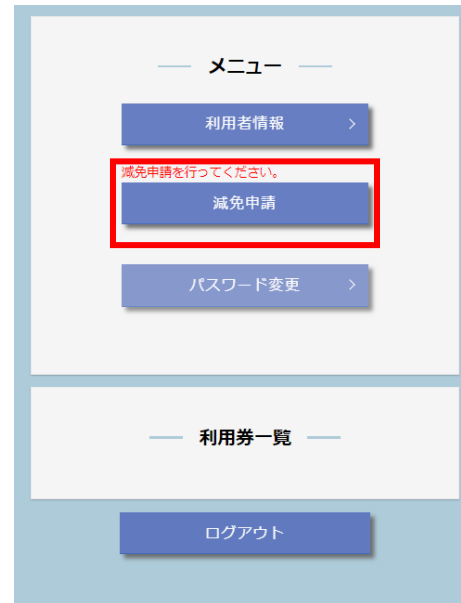 メニュー
利用者情報
減免申請を行ってください。
減免申請
パスワード変更
利用券一覧
ログアウト